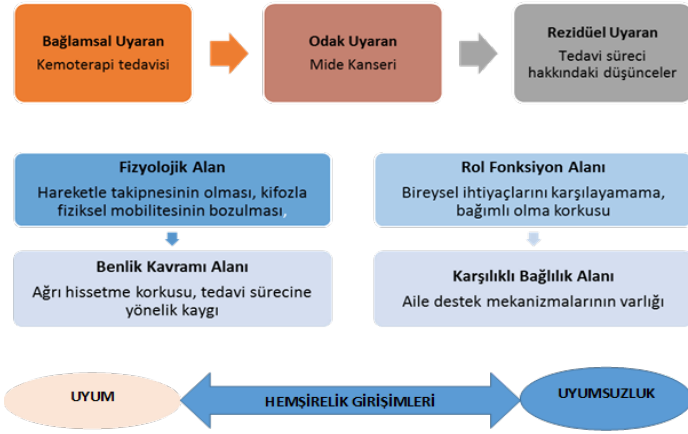 Bağlamsal Uyaran
Kemoterapi tedavisi
Odak Uyaran
Mide Kanseri
Rezidüel Uyaran
Tedavi süreci
hakkındaki düşünceler
Fizyolojik Alan
Hareketle takipnesinin olması, kifozla
fiziksel mobilitesinin bozulması,
Rol Fonksiyon Alanı
Bireysel ihtiyaçlarını karşılayamama,
bağımlı olma korkusu
Benlik Kavramı Alanı
Ağrı hissetme korkusu, tedavi sürecine
yönelik kaygı
Karşılıklı Bağlılık Alanı
Aile destek mekanizmalarının varlığı
UYUM
HEMŞİRELİK GİRİŞİMLERİ
UYUMSUZLUK